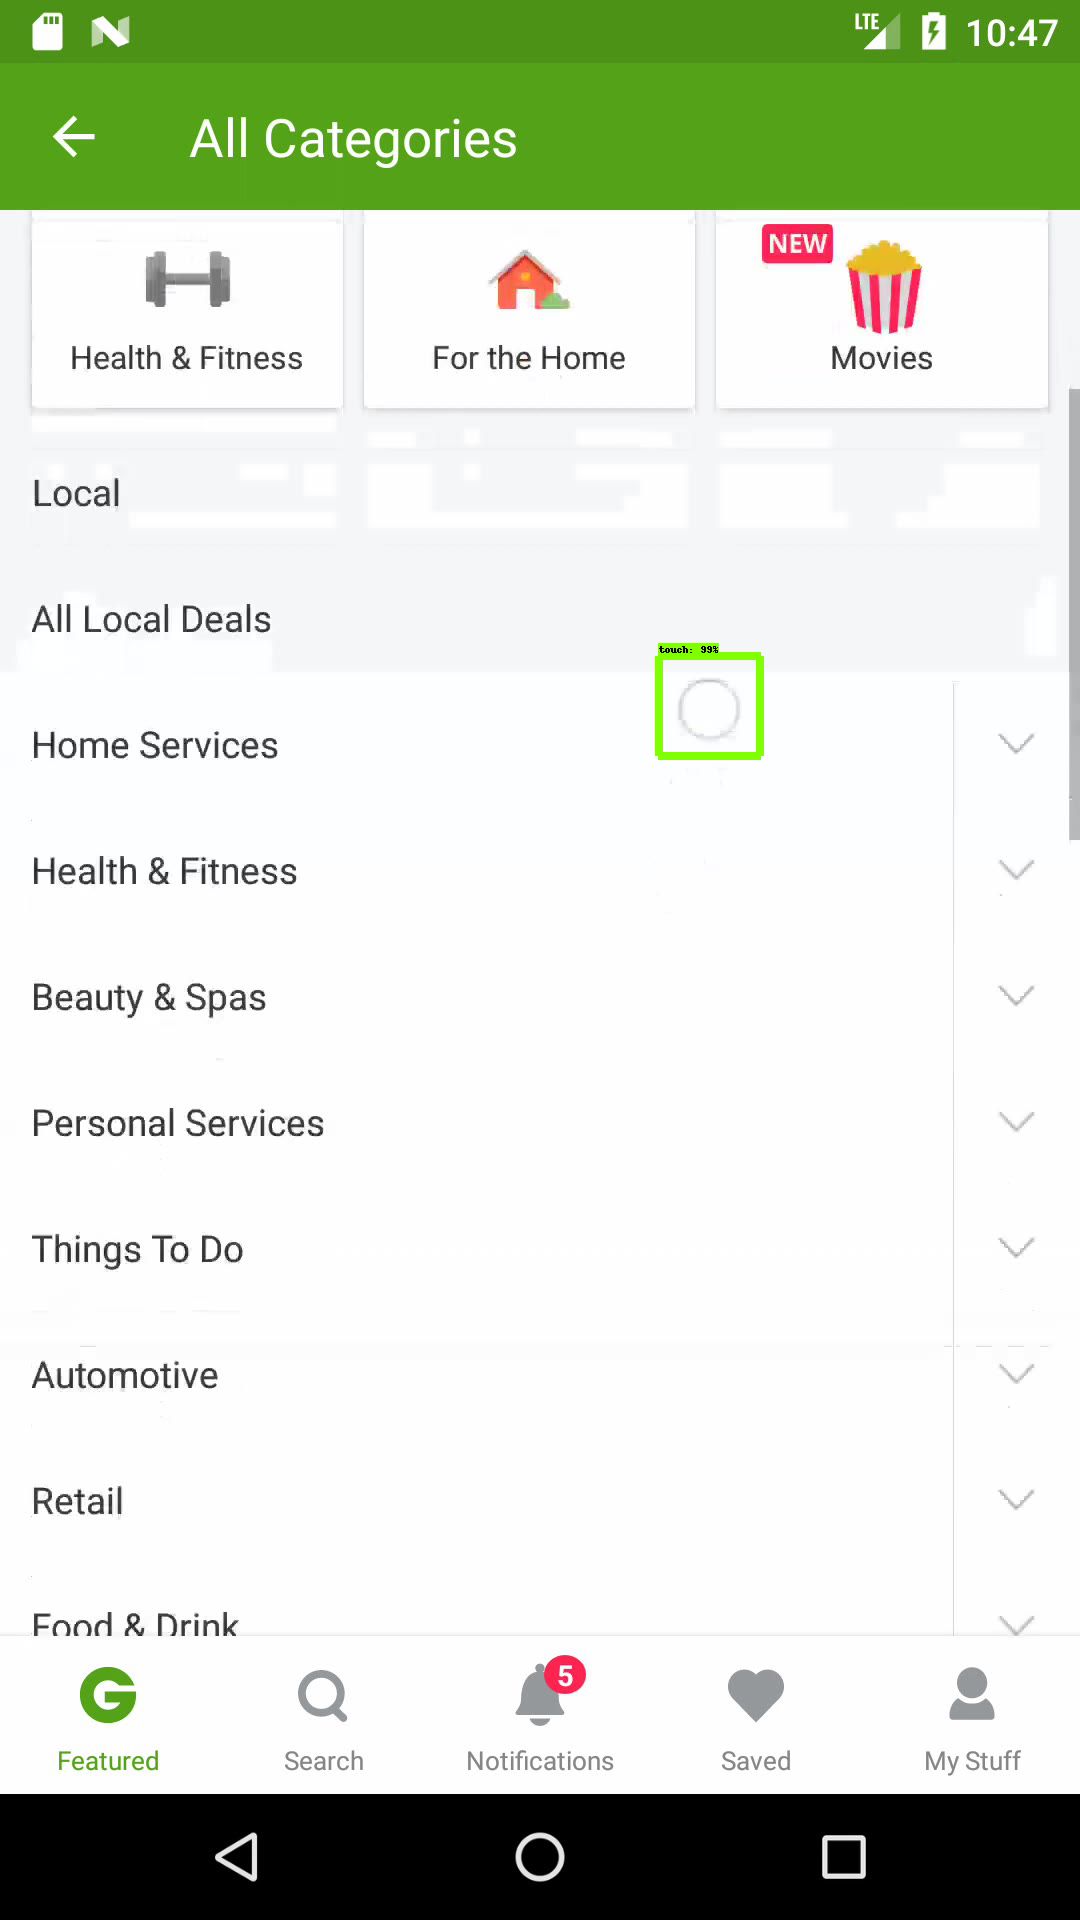 LTE 10:47
All Categories
NEW
Health & Fitness
For the Home
Movies
Local
All Local Deals
touch: 99%
Home Services
Health & Fitness
Beauty & Spas
Personal Services
Things To Do
Automotive
Retail
Food & Drink
5
Featured
Search
Notifications
Saved
My Stuff